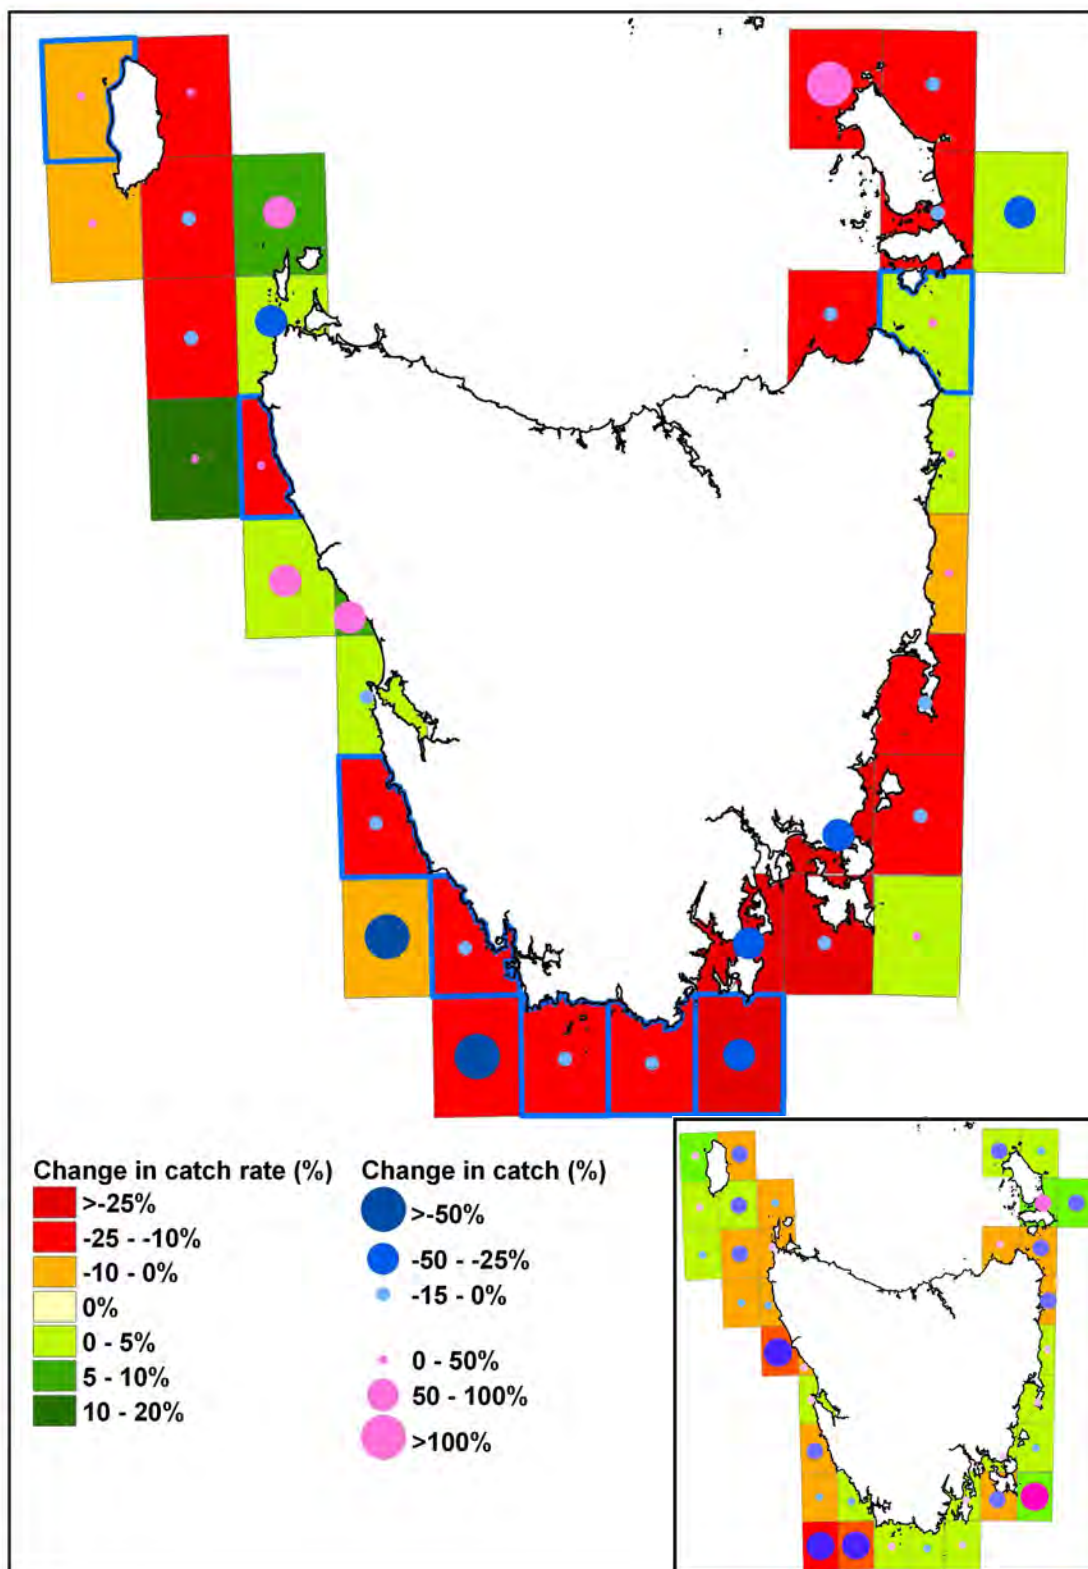 Change in catch rate (%)
>-25%
-25 - -10%
-10 - 0%
0%
0 - 5%
5 - 10%
10 - 20%
Change in catch (%)
>-50%
-50 - -25%
-15 - 0%
0 - 50%
50 - 100%
>100%